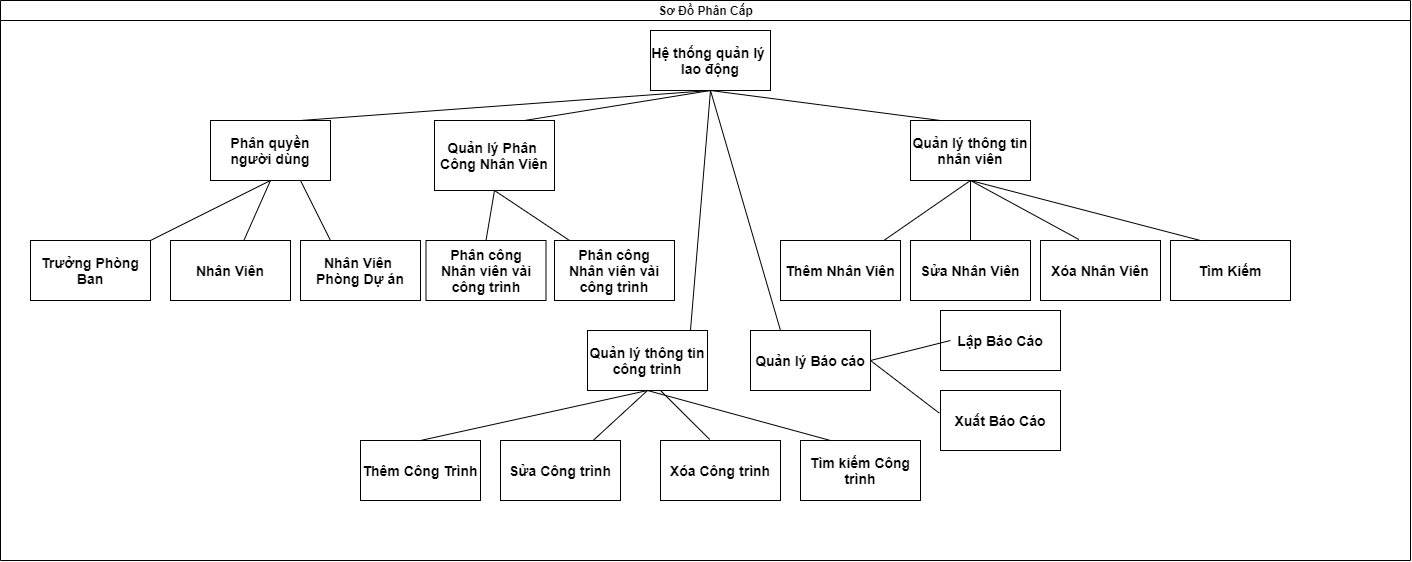 Sơ Đồ Phân Cấp
Hệ thống quản lý
lao động
Phân quyền
người dùng
Quản lý Phân
Công Nhân Viên
Quản lý thông tin
nhân viên
Trưởng Phòng
Ban
Nhân Viên
Nhân Viên
Phòng Dự án
Phân công
Nhân viên vài
công trình
Phân công
Nhân viên vài
công trình
Thêm Nhân Viên
Sửa Nhân Viên
Xóa Nhân Viên
Tìm Kiếm
Quản lý thông tin
công trình
Quản lý Báo cáo
Lập Báo Cáo
Xuất Báo Cáo
Thêm Công Trình
Sửa Công trình
Xóa Công trình
Tìm kiếm Công
trình